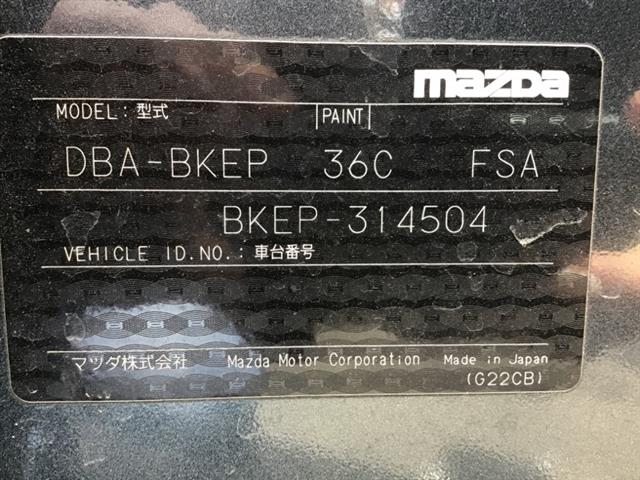 mazda
MODEL: 型式 PAINT
DBA-BKEP 36C FSA
BKEP-314504
VEHICLE ID.NO.: 車台番号
マツダ株式会社 Mazda Motor Corporation Made in Japan
(G22CB)